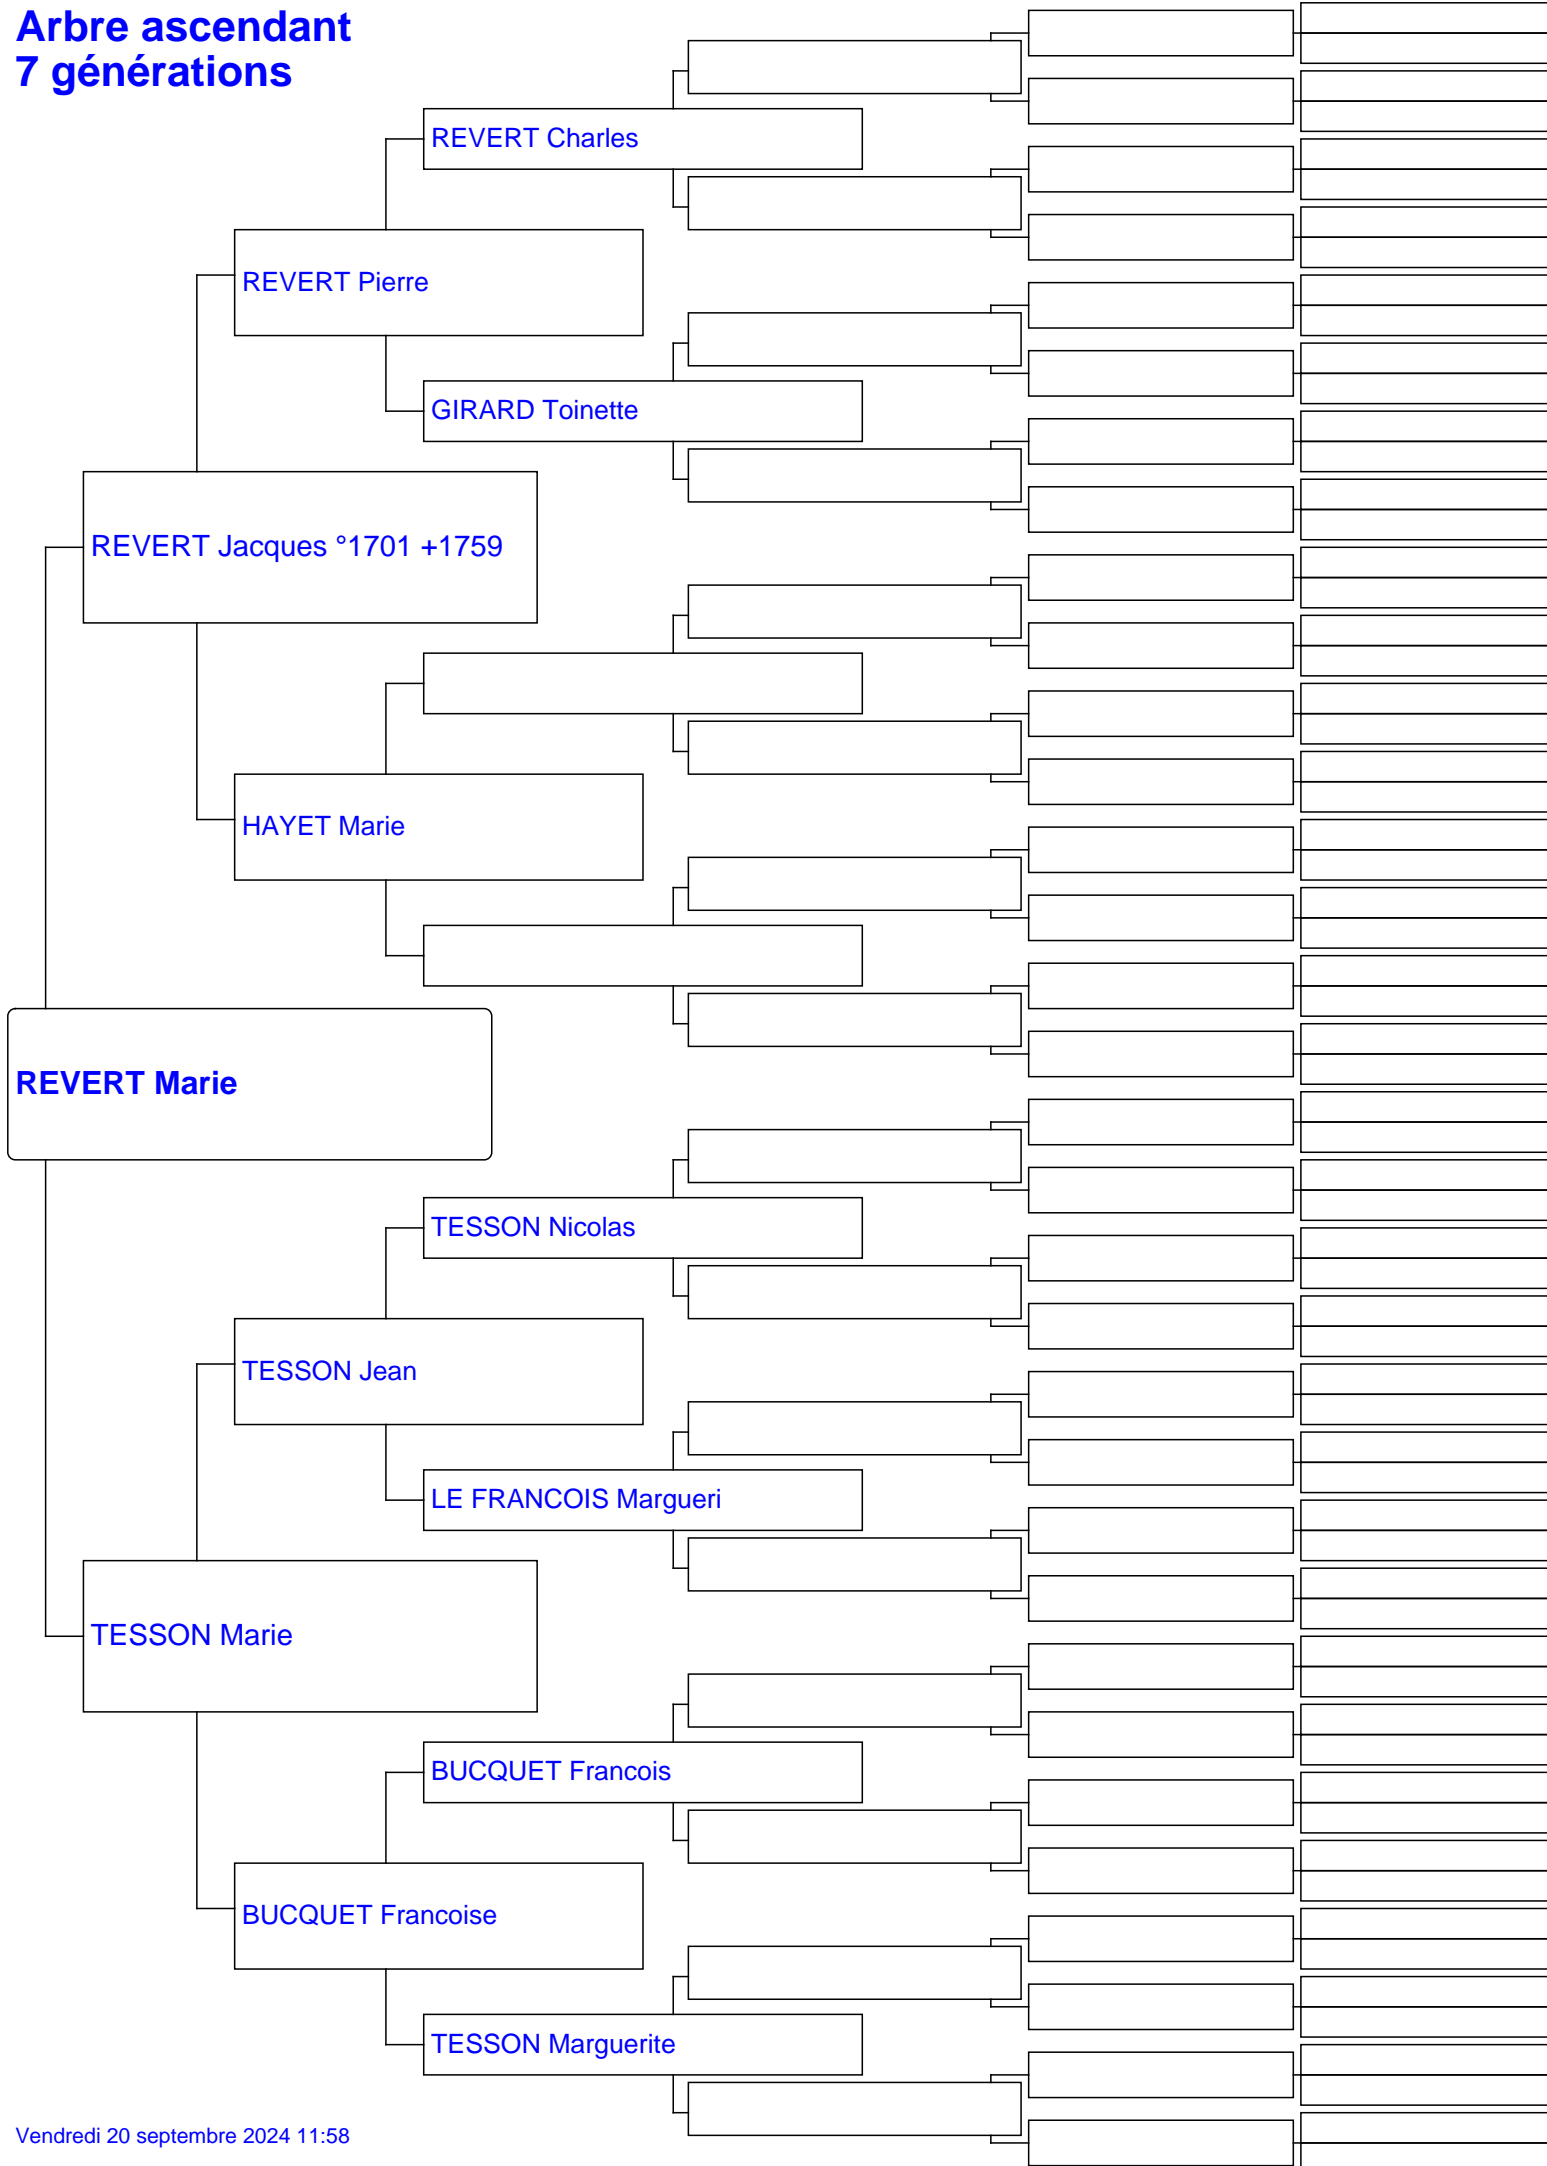 Arbre ascendant
7 générations
REVERT Charles
REVERT Pierre
GIRARD Toinette
REVERT Jacques °1701 +1759
HAYET Marie
REVERT Marie
TESSON Nicolas
TESSON Jean
LE FRANCOIS Margueri
TESSON Marie
BUCQUET Francois
BUCQUET Francoise
TESSON Marguerite
Vendredi 20 septembre 2024 11:58